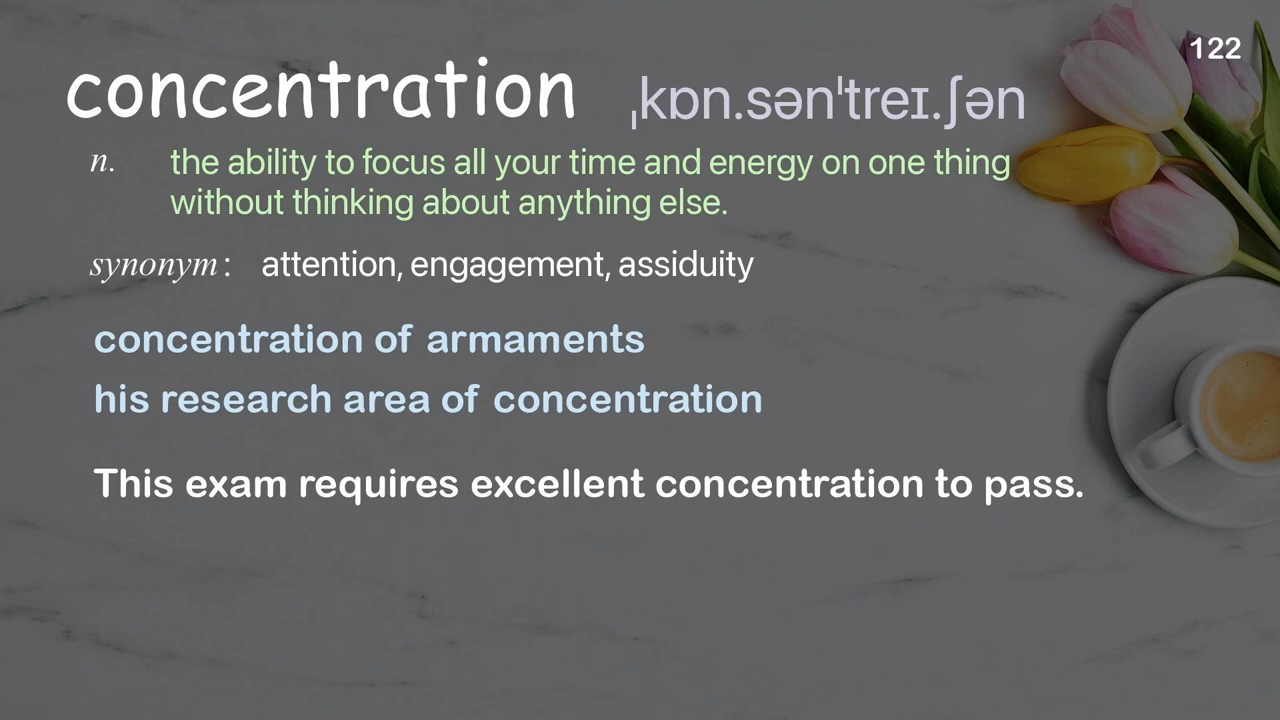 122
concentration ˌkɒn.sənˈtreɪ.ʃən
n. the ability to focus all your time and energy on one thing
without thinking about anything else.
synonym : attention, engagement, assiduity
concentration of armaments
his research area of concentration
This exam requires excellent concentration to pass.